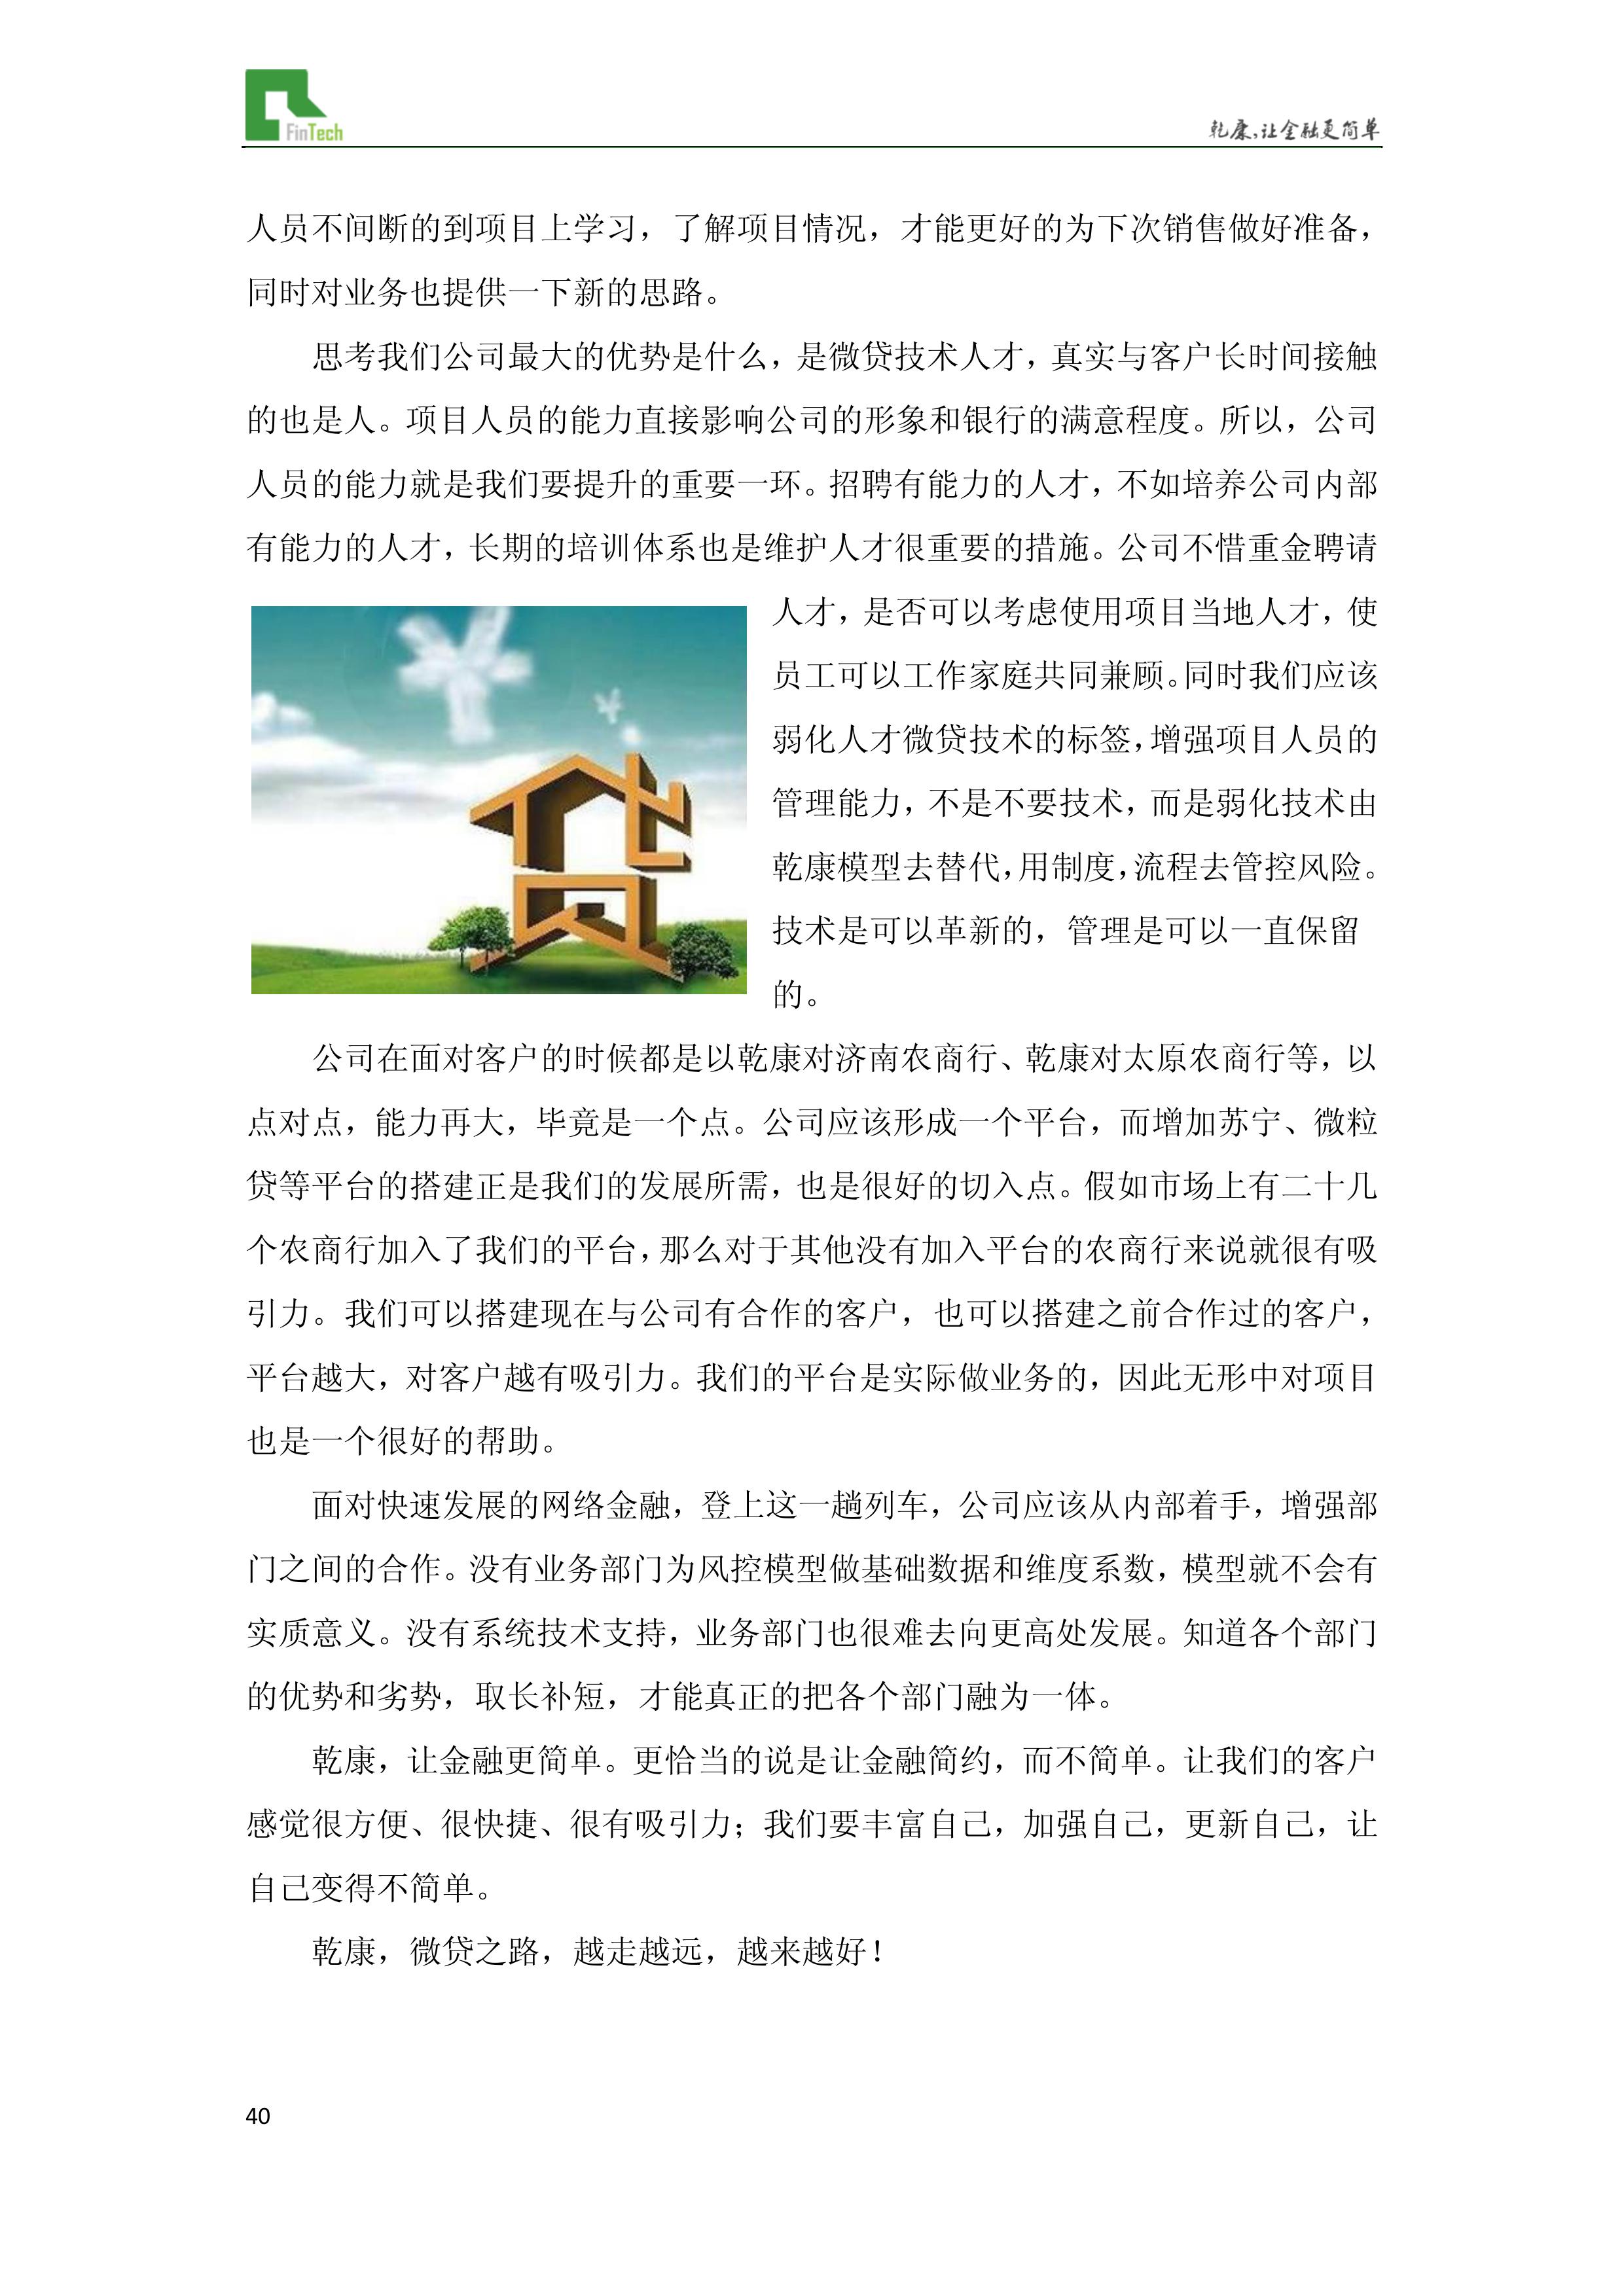 FinTech
乾康,让金融更简单
人员不间断的到项目上学习，了解项目情况，才能更好的为下次销售做好准备，
同时对业务也提供一下新的思路。
思考我们公司最大的优势是什么，是微贷技术人才，真实与客户长时间接触
的也是人。项目人员的能力直接影响公司的形象和银行的满意程度。所以，公司
人员的能力就是我们要提升的重要一环。招聘有能力的人才，不如培养公司内部
有能力的人才，长期的培训体系也是维护人才很重要的措施。公司不惜重金聘请
人才，是否可以考虑使用项目当地人才，使
员工可以工作家庭共同兼顾。同时我们应该
弱化人才微贷技术的标签，增强项目人员的
管理能力，不是不要技术，而是弱化技术由
乾康模型去替代，用制度，流程去管控风险。
技术是可以革新的，管理是可以一直保留
的。
¥
¥
贷
公司在面对客户的时候都是以乾康对济南农商行、乾康对太原农商行等，以
点对点，能力再大，毕竟是一个点。公司应该形成一个平台，而增加苏宁、微粒
贷等平台的搭建正是我们的发展所需，也是很好的切入点。假如市场上有二十几
个农商行加入了我们的平台，那么对于其他没有加入平台的农商行来说就很有吸
引力。我们可以搭建现在与公司有合作的客户，也可以搭建之前合作过的客户，
平台越大，对客户越有吸引力。我们的平台是实际做业务的，因此无形中对项目
也是一个很好的帮助。
面对快速发展的网络金融，登上这一趟列车，公司应该从内部着手，增强部
门之间的合作。没有业务部门为风控模型做基础数据和维度系数，模型就不会有
实质意义。没有系统技术支持，业务部门也很难去向更高处发展。知道各个部门
的优势和劣势，取长补短，才能真正的把各个部门融为一体。
乾康，让金融更简单。更恰当的说是让金融简约，而不简单。让我们的客户
感觉很方便、很快捷、很有吸引力；我们要丰富自己，加强自己，更新自己，让
自己变得不简单。
乾康，微贷之路，越走越远，越来越好！
40